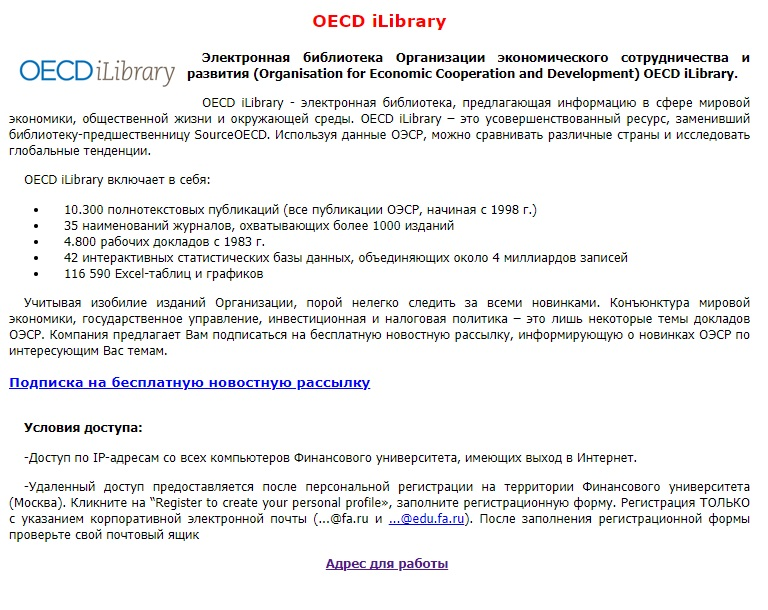 OECD iLibrary
OECD iLibrary
Электронная библиотека Организации экономического сотрудничества и
развития (Organisation for Economic Cooperation and Development) OECD iLibrary.
OECD iLibrary - электронная библиотека, предлагающая информацию в сфере мировой
экономики, общественной жизни и окружающей среды. OECD iLibrary – это усовершенствованный ресурс, заменивший
библиотеку-предшественницу SourceOECD. Используя данные ОЭСР, можно сравнивать различные страны и исследовать
глобальные тенденции.
OECD iLibrary включает в себя:
• 10.300 полнотекстовых публикаций (все публикации ОЭСР, начиная с 1998 г.)
• 35 наименований журналов, охватывающих более 1000 изданий
• 4.800 рабочих докладов с 1983 г.
• 42 интерактивных статистических базы данных, объединяющих около 4 миллиардов записей
• 116 590 Excel-таблиц и графиков
Учитывая изобилие изданий Организации, порой нелегко следить за всеми новинками. Конъюнктура мировой
экономики, государственное управление, инвестиционная и налоговая политика – это лишь некоторые темы докладов
ОЭСР. Компания предлагает Вам подписаться на бесплатную новостную рассылку, информирующую о новинках ОЭСР по
интересующим Вас темам.
Подписка на бесплатную новостную рассылку
Условия доступа:
-Доступ по IP-адресам со всех компьютеров Финансового университета, имеющих выход в Интернет.
-Удаленный доступ предоставляется после персональной регистрации на территории Финансового университета
(Москва). Кликните на “Register to create your personal profile», заполните регистрационную форму. Регистрация ТОЛЬКО
с указанием корпоративной электронной почты (...@fa.ru и ...@edu.fa.ru). После заполнения регистрационной формы
проверьте свой почтовый ящик
Адрес для работы